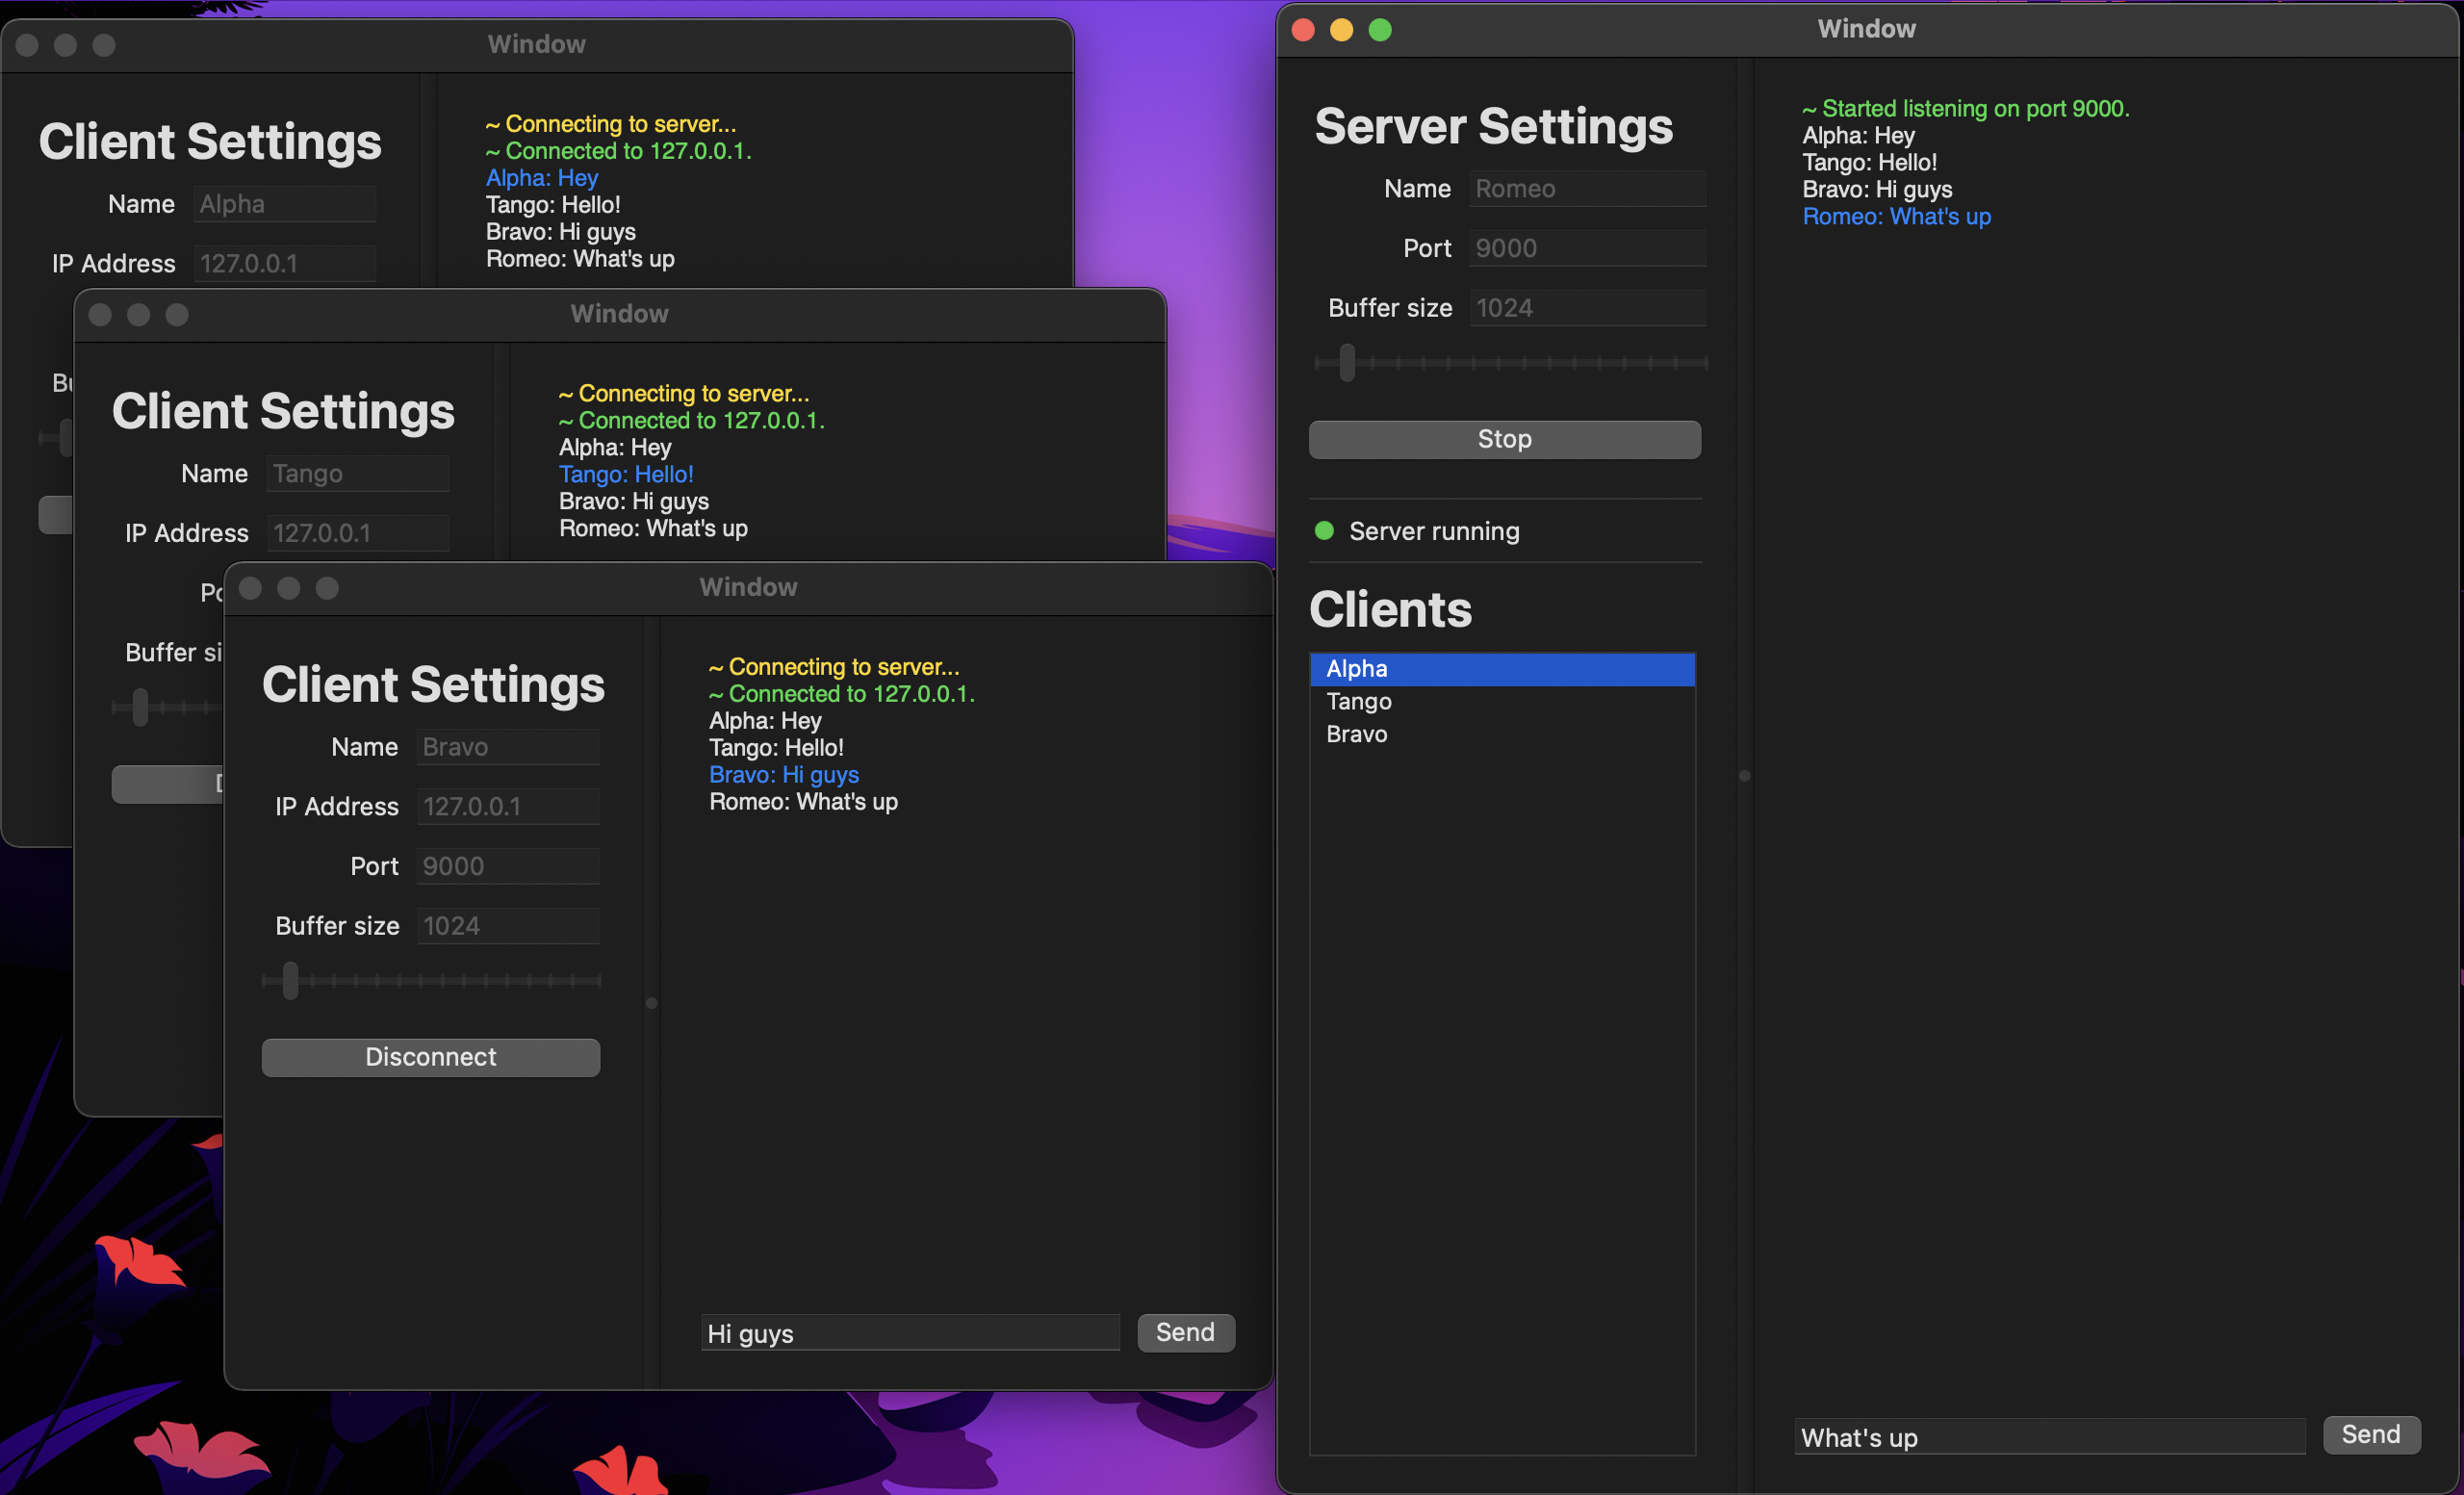 Window
Client Settings
Name Alpha
IP Address 127.0.0.1
~ Connecting to server...
~ Connected to 127.0.0.1.
Alpha: Hey
Tango: Hello!
Bravo: Hi guys
Romeo: What's up
Window
Client Settings
Name Tango
IP Address 127.0.0.1
Buffer si
~ Connecting to server...
~ Connected to 127.0.0.1.
Alpha: Hey
Tango: Hello!
Bravo: Hi guys
Romeo: What's up
Window
Client Settings
Name Bravo
IP Address 127.0.0.1
Port 9000
Buffer size 1024
Disconnect
~ Connecting to server...
~ Connected to 127.0.0.1.
Alpha: Hey
Tango: Hello!
Bravo: Hi guys
Romeo: What's up
Hi guys Send
Window
Server Settings
Name Romeo
Port 9000
Buffer size 1024
Stop
Server running
Clients
Alpha
Tango
Bravo
~ Started listening on port 9000.
Alpha: Hey
Tango: Hello!
Bravo: Hi guys
Romeo: What's up
What's up Send